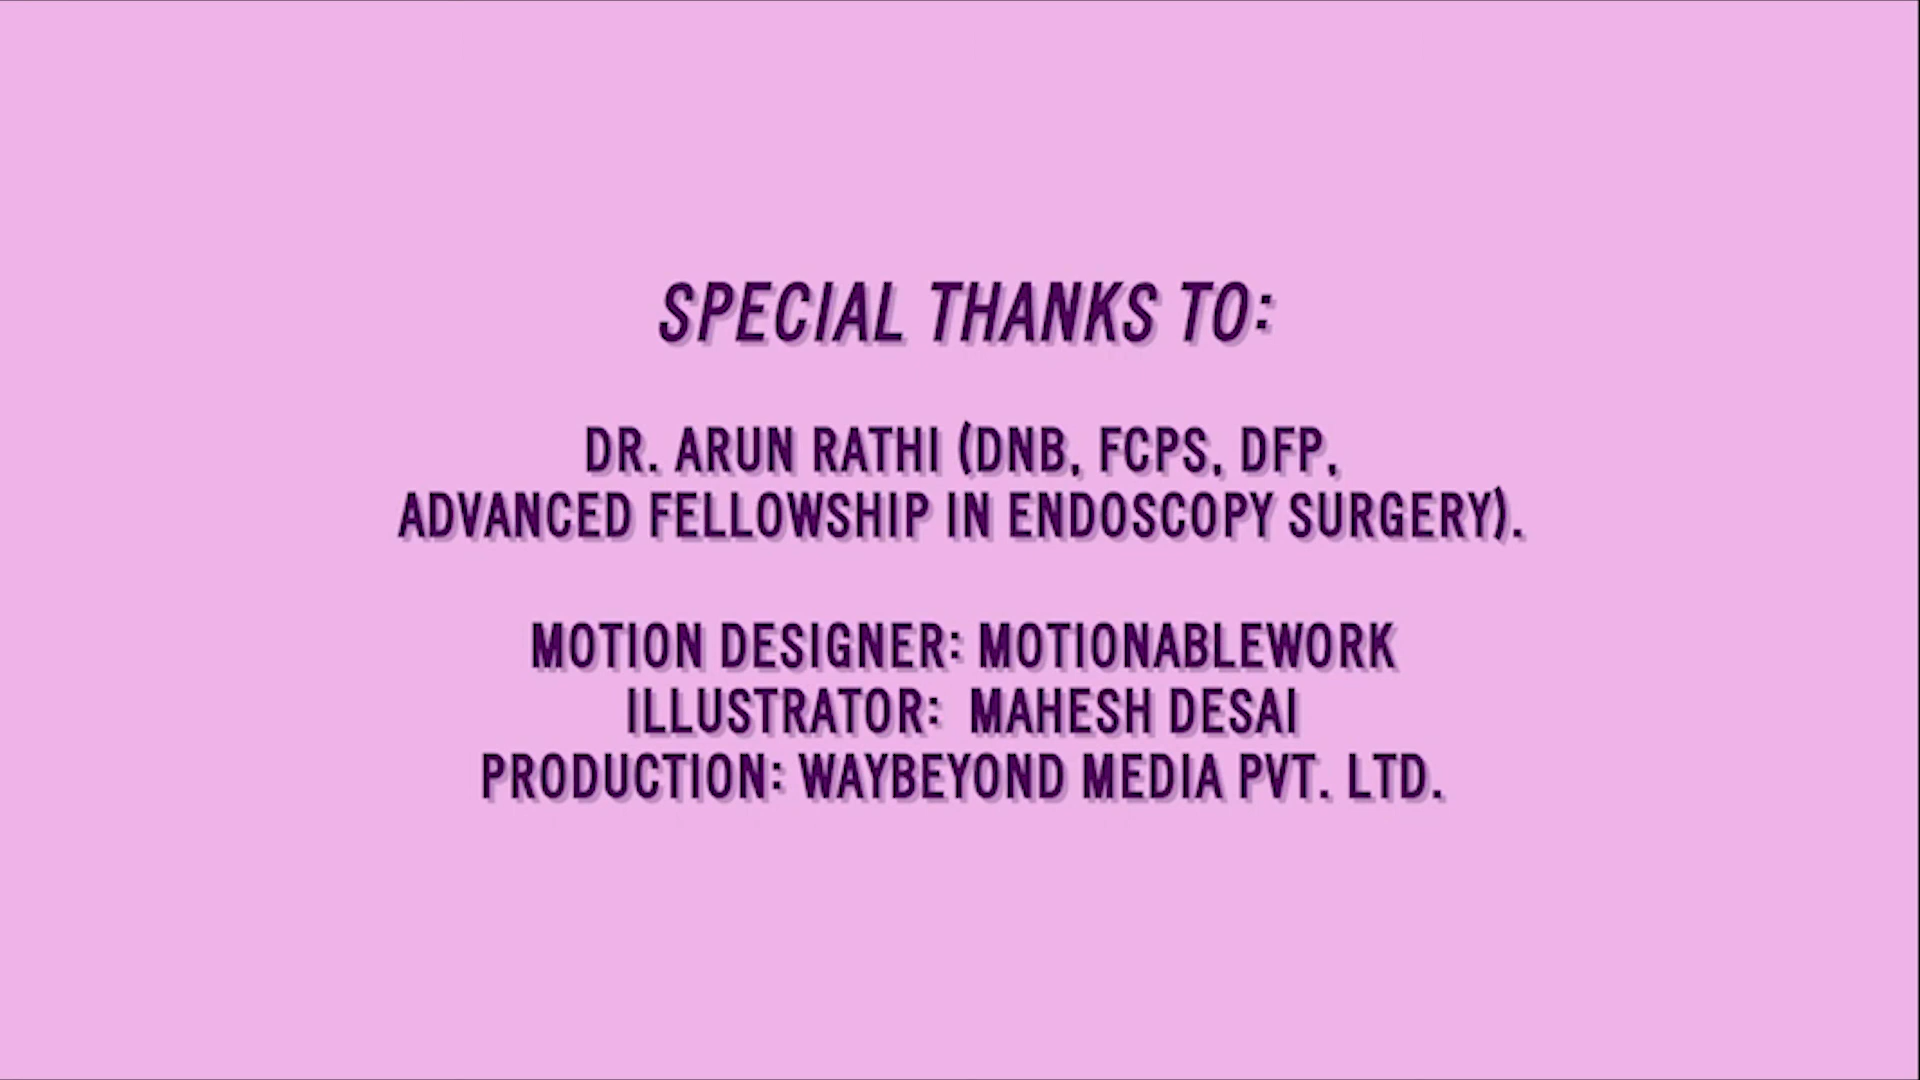 SPECIAL THANKS TO:
DR. ARUN RATHI (DNB, FCPS, DFP,
ADVANCED FELLOWSHIP IN ENDOSCOPY SURGERY).
MOTION DESIGNER: MOTIONABLEWORK
ILLUSTRATOR: MAHESH DESAI
PRODUCTION: WAYBEYOND MEDIA PVT. LTD.